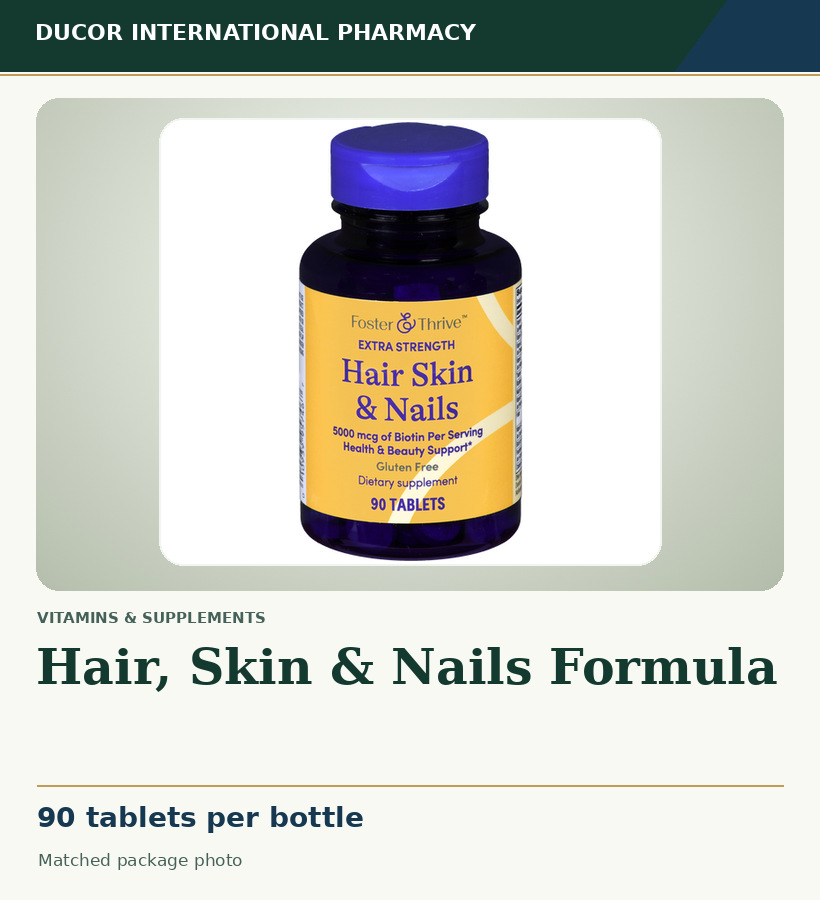 DUCOR INTERNATIONAL PHARMACY
Foster & Thrive™
EXTRA STRENGTH
Hair Skin
& Nails
5000 mcg of Biotin Per Serving
Health & Beauty Support*
Gluten Free
Dietary supplement
90 TABLETS
VITAMINS & SUPPLEMENTS
Hair, Skin & Nails Formula
90 tablets per bottle
Matched package photo